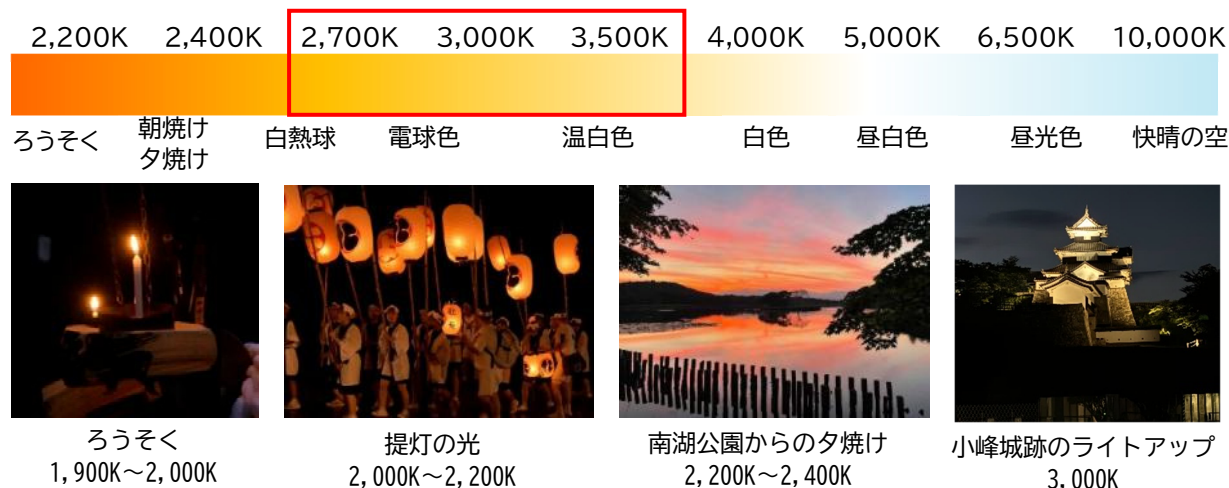 2,200K 2,400K 2,700K 3,000K 3,500K 4,000K 5,000K 6,500K 10,000K
ろうそく 朝焼け 夕焼け 白熱球 電球色 温白色 白色 昼白色 昼光色 快晴の空
ろうそく
1,900K～2,000K
提灯の光
2,000K～2,200K
南湖公園からの夕焼け
2,200K～2,400K
小峰城跡のライトアップ
3,000K